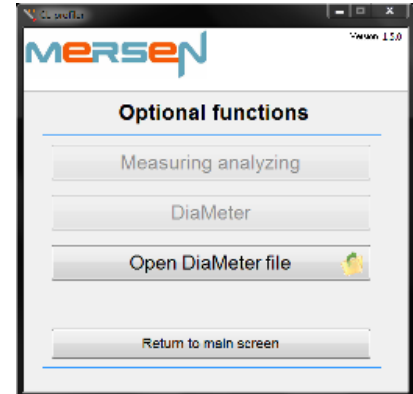 mersen
Version 1.5.0
Optional functions
Measuring analyzing
DiaMeter
Open DiaMeter file
Return to main screen